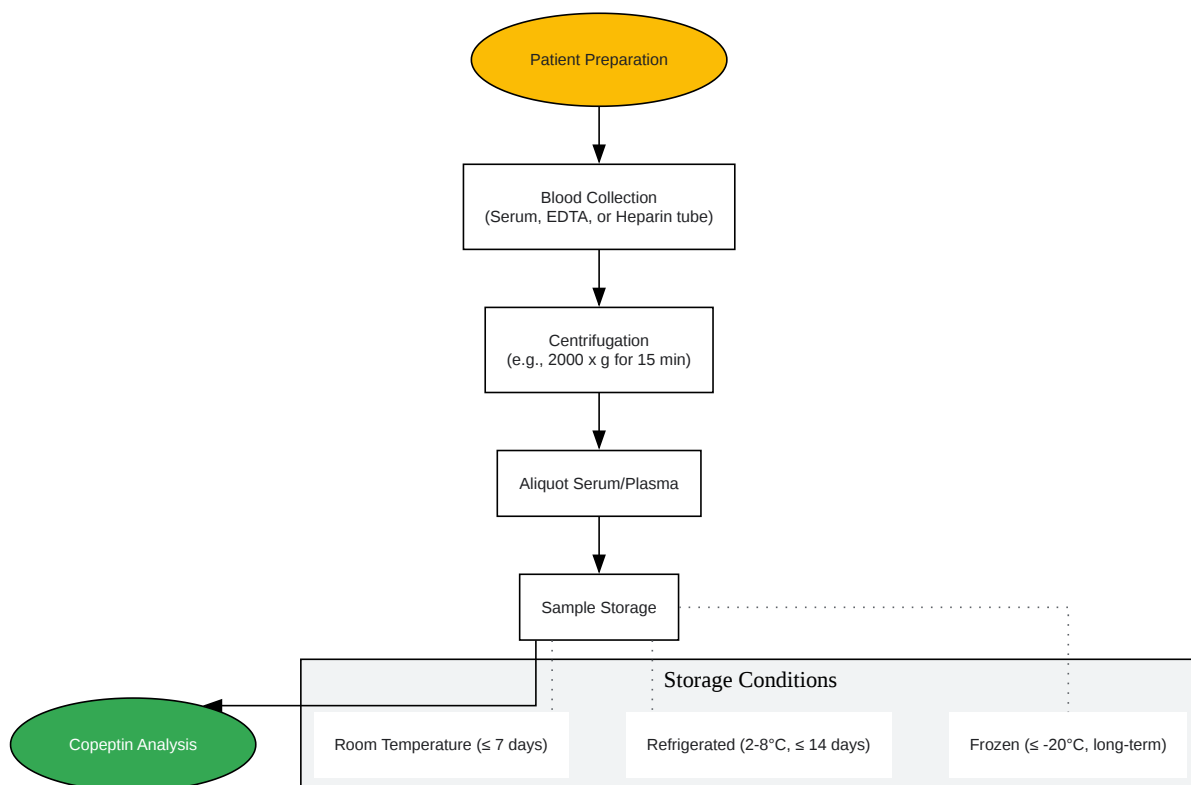 Patient Preparation
Blood Collection
(Serum, EDTA, or Heparin tube)
Centrifugation
(e.g., 2000 x g for 15 min)
Aliquot Serum/Plasma
Sample Storage
Storage Conditions
Copeptin Analysis
Room Temperature (≤ 7 days)
Refrigerated (2-8°C, ≤ 14 days)
Frozen (≤ -20°C, long-term)